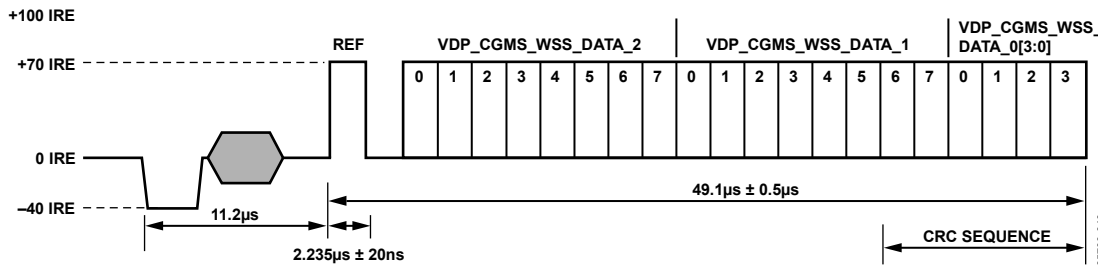 +100 IRE
REF
VDP_CGMS_WSS_DATA_2
VDP_CGMS_WSS_DATA_1
VDP_CGMS_WSS_
DATA_0[3:0]
+70 IRE
0 1 2 3 4 5 6 7 0 1 2 3 4 5 6 7 0 1 2 3
0 IRE
–40 IRE
49.1µs ± 0.5µs
11.2µs
CRC SEQUENCE
2.235µs ± 20ns